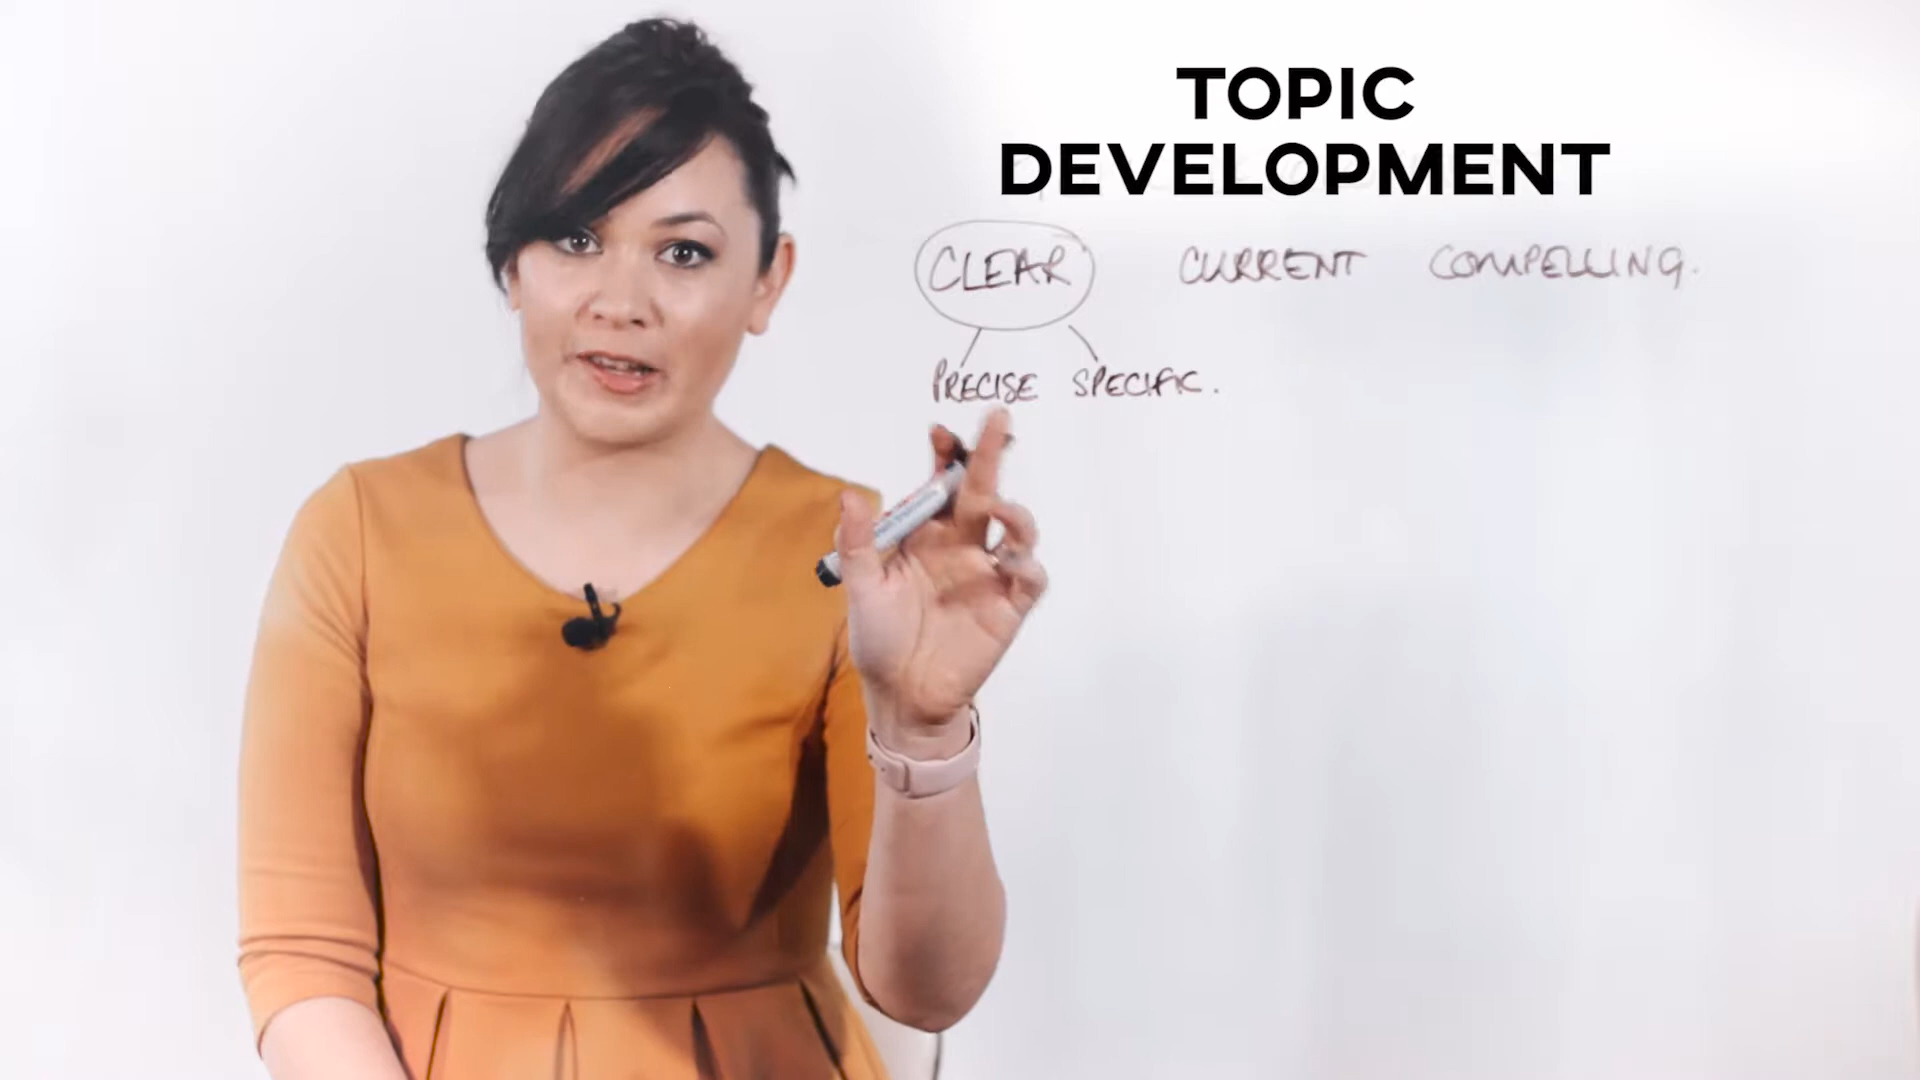 TOPIC
DEVELOPMENT
CLEAR CURRENT COMPELLING.
PRECISE SPECIFIC.